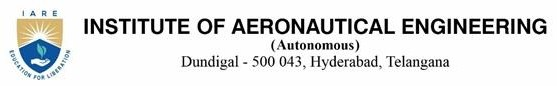 IARE
EDUCATION FOR LIBERATION
INSTITUTE OF AERONAUTICAL ENGINEERING
(Autonomous)
Dundigal - 500 043, Hyderabad, Telangana